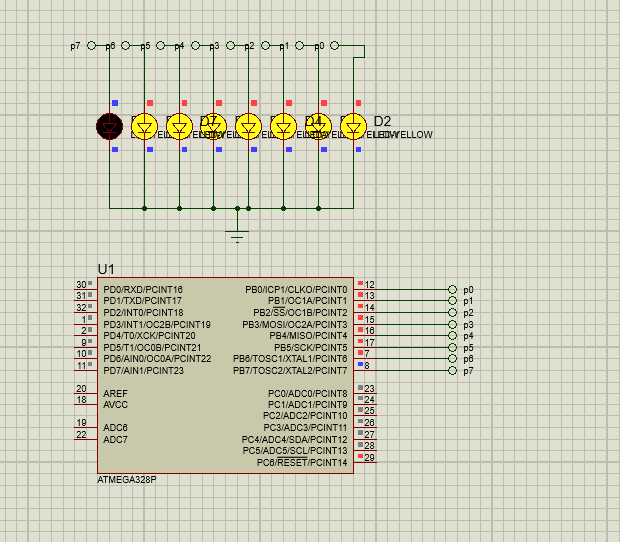 p7 p6 p5 p4 p3 p2 p1 p0
D7 D4 D2
LED-YELLOW
U1
30 PD0/RXD/PCINT16 PB0/ICP1/CLKO/PCINT0 12 p0
31 PD1/TXD/PCINT17 PB1/OC1A/PCINT1 13 p1
32 PD2/INT0/PCINT18 PB2/SS/OC1B/PCINT2 14 p2
1 PD3/INT1/OC2B/PCINT19 PB3/MOSI/OC2A/PCINT3 15 p3
2 PD4/T0/XCK/PCINT20 PB4/MISO/PCINT4 16 p4
9 PD5/T1/OC0B/PCINT21 PB5/SCK/PCINT5 17 p5
10 PD6/AIN0/OC0A/PCINT22 PB6/TOSC1/XTAL1/PCINT6 7 p6
11 PD7/AIN1/PCINT23 PB7/TOSC2/XTAL2/PCINT7 8 p7
20 AREF PC0/ADC0/PCINT8 23
18 AVCC PC1/ADC1/PCINT9 24
PC2/ADC2/PCINT10 25
19 ADC6 PC3/ADC3/PCINT11 26
22 ADC7 PC4/ADC4/SDA/PCINT12 27
PC5/ADC5/SCL/PCINT13 28
PC6/RESET/PCINT14 29
ATMEGA328P